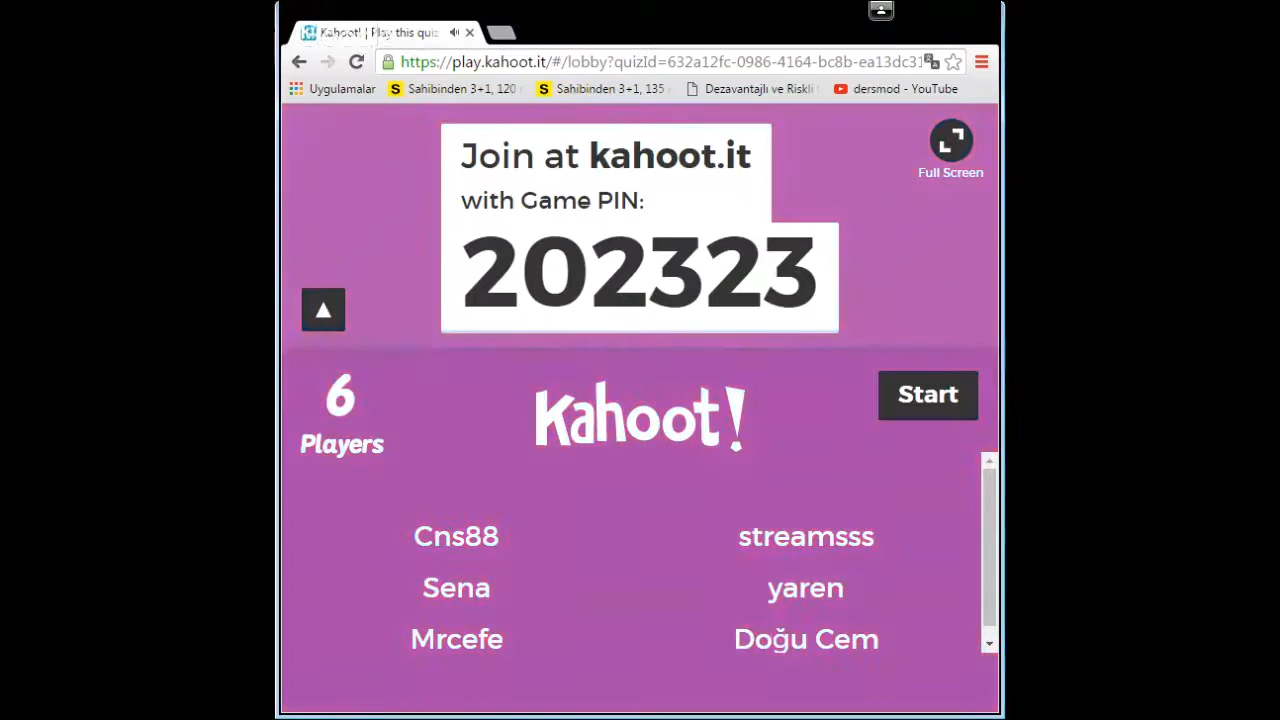 Kahoot! | Play this quiz
https://play.kahoot.it/#/lobby?quizId=632a12fc-0986-4164-bc8b-ea13dc31
Uygulamalar Sahibinden 3+1, 120 Sahibinden 3+1, 135 Dezavantajlı ve Riskli dersmod - YouTube
Join at kahoot.it
with Game PIN:
202323
Full Screen
6
Players
Kahoot!
Start
Cns88 streamsss
Sena yaren
Mrcefe Doğu Cem